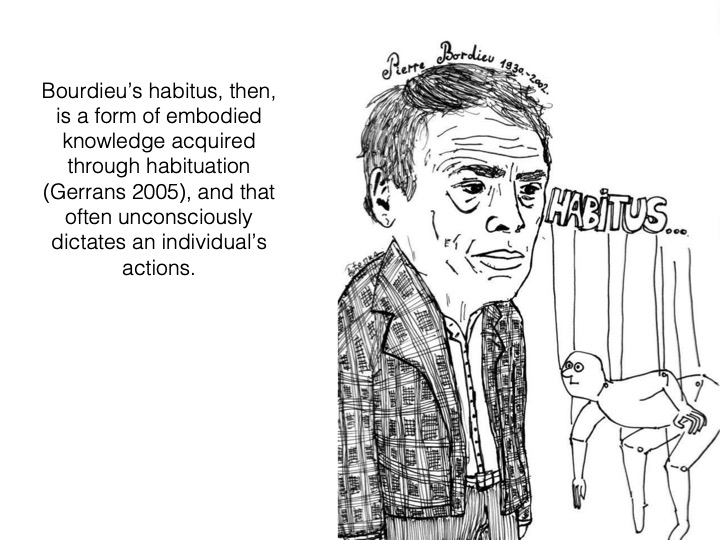 Bourdieu’s habitus, then,
is a form of embodied
knowledge acquired
through habituation
(Gerrans 2005), and that
often unconsciously
dictates an individual’s
actions.
Pierre Bordieu 1930.-2002.
HABITUS...